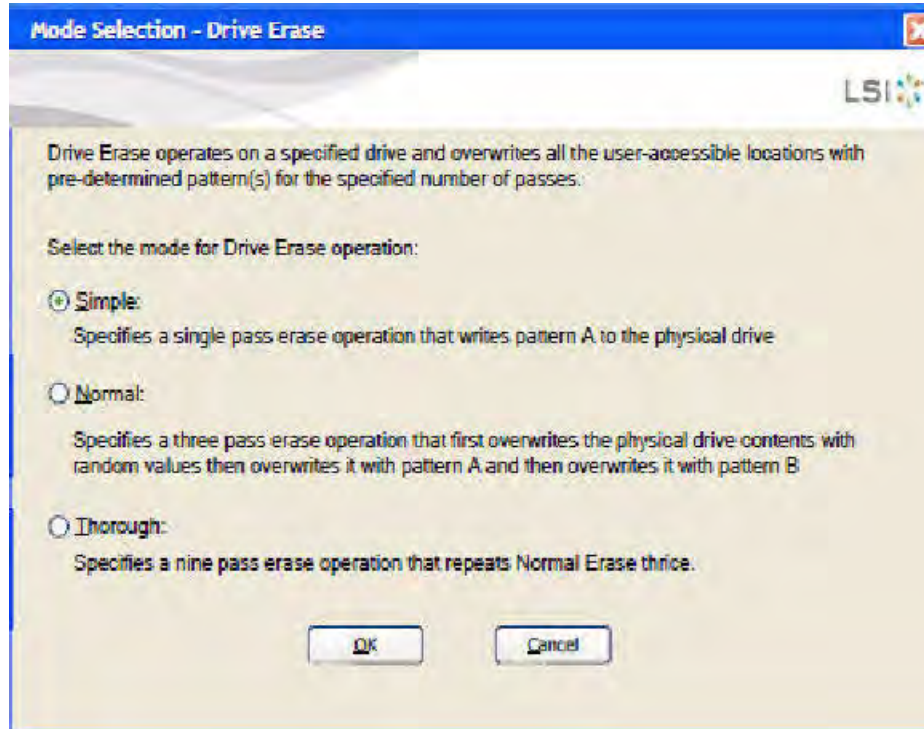 Mode Selection - Drive Erase
LSI
Drive Erase operates on a specified drive and overwrites all the user-accessible locations with
pre-determined pattern(s) for the specified number of passes.
Select the mode for Drive Erase operation:
Simple:
Specifies a single pass erase operation that writes pattern A to the physical drive
Normal:
Specifies a three pass erase operation that first overwrites the physical drive contents with
random values then overwrites it with pattern A and then overwrites it with pattern B
Thorough:
Specifies a nine pass erase operation that repeats Normal Erase thrice.
OK
Cancel